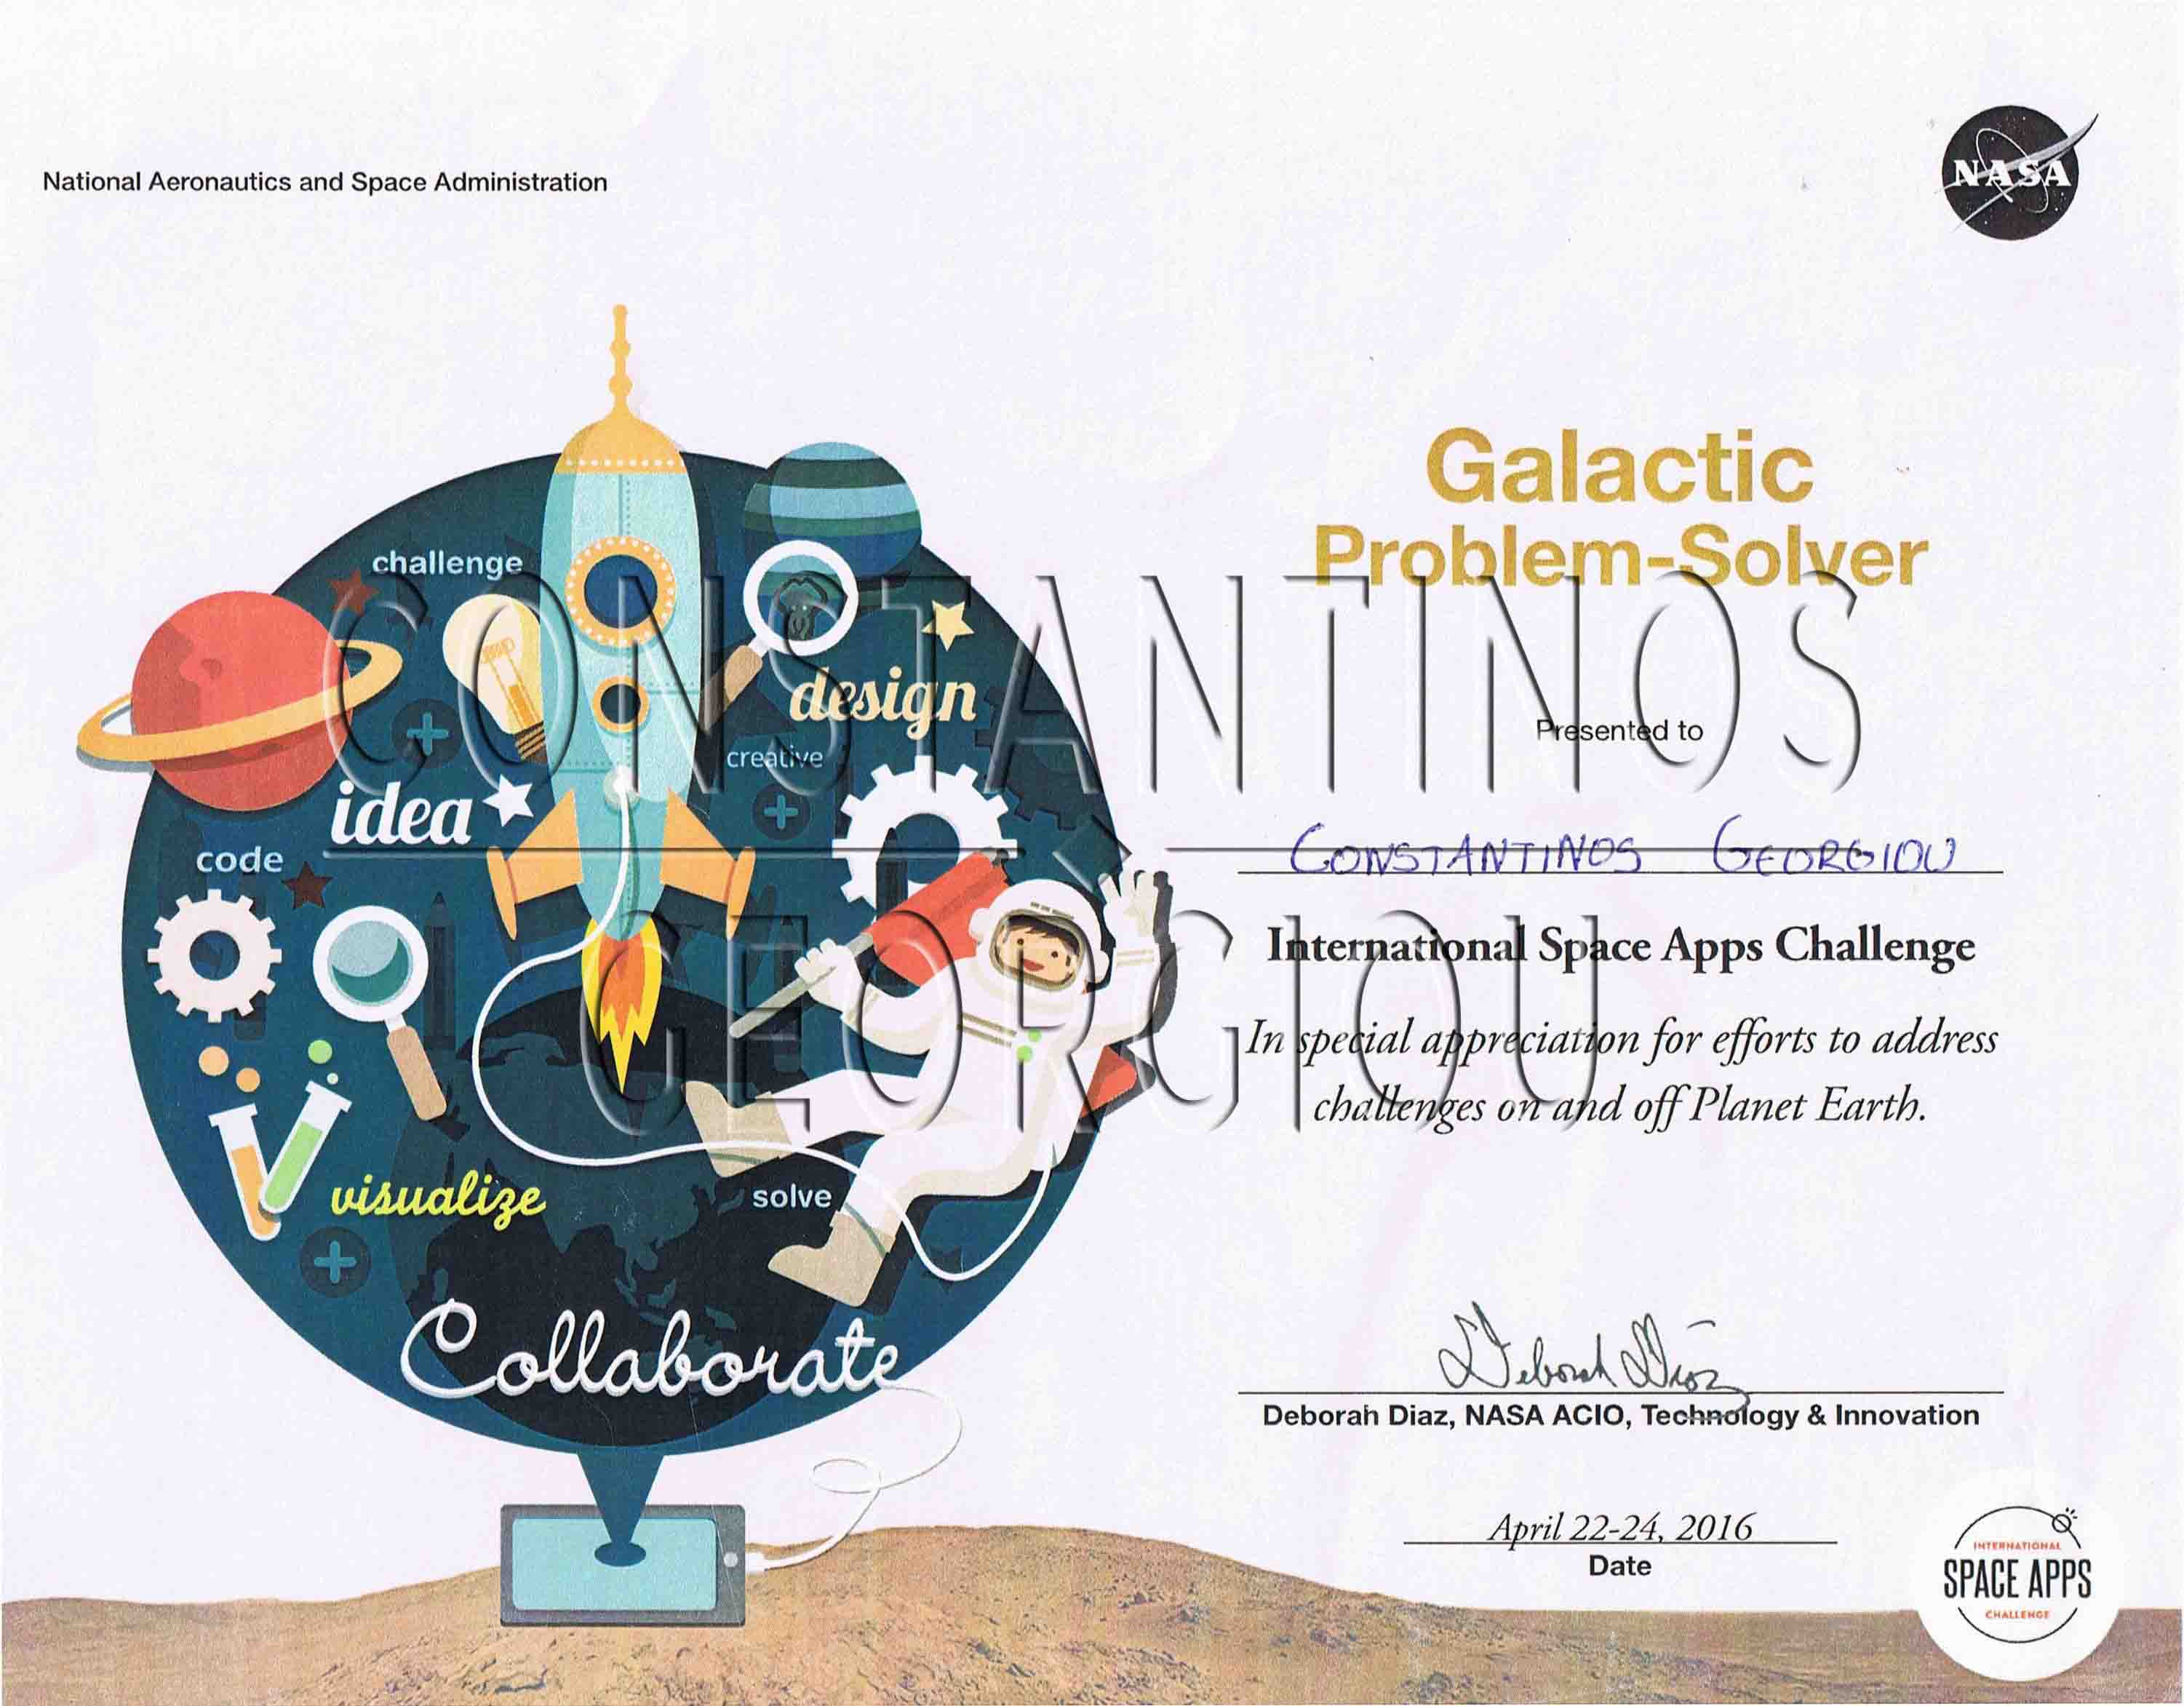 National Aeronautics and Space Administration
NASA
Galactic
Problem-Solver
Presented to
CONSTANTINOS GEORGIOU
International Space Apps Challenge
In special appreciation for efforts to address
challenges on and off Planet Earth.
Deborah Diaz
Deborah Diaz, NASA ACIO, Technology & Innovation
April 22-24, 2016
Date
INTERNATIONAL
SPACE APPS
CHALLENGE
challenge
design
creative
idea
code
visualize
solve
Collaborate
CONSTANTINOS
GEORGIOU